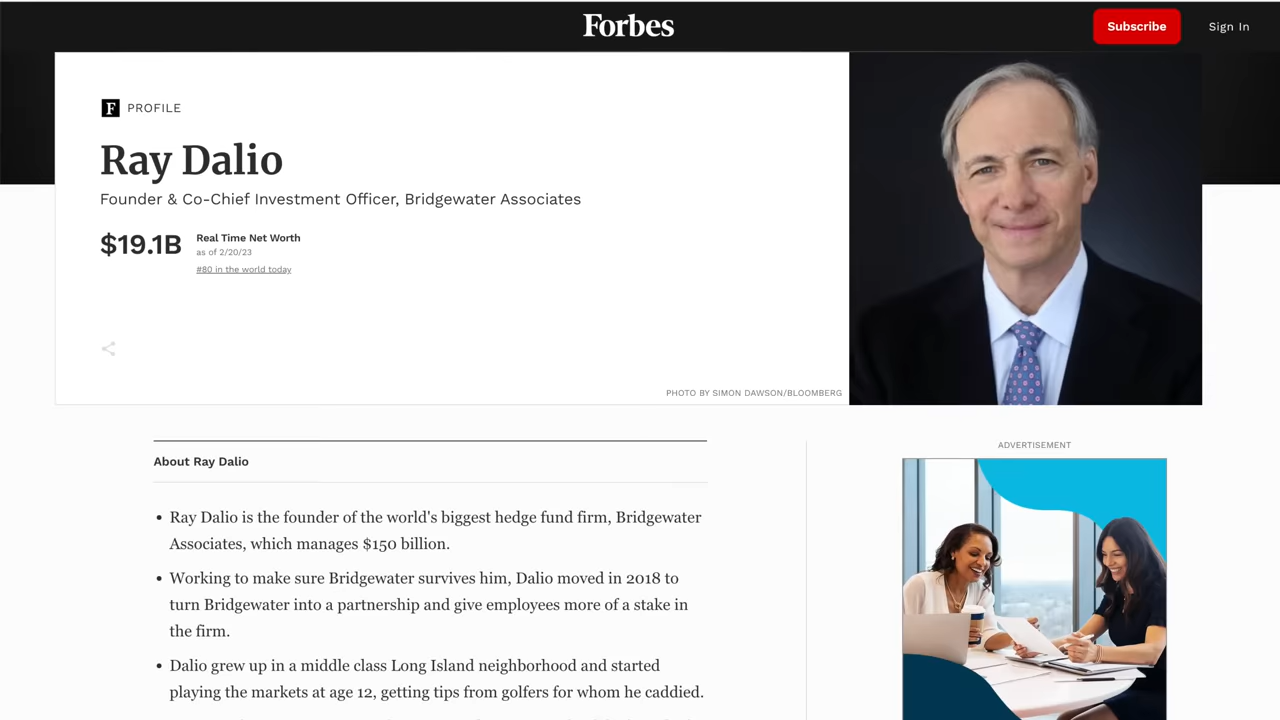 Forbes
Subscribe
Sign In
F PROFILE
Ray Dalio
Founder & Co-Chief Investment Officer, Bridgewater Associates
$19.1B
Real Time Net Worth
as of 2/20/23
#80 in the world today
PHOTO BY SIMON DAWSON/BLOOMBERG
About Ray Dalio
ADVERTISEMENT
• Ray Dalio is the founder of the world's biggest hedge fund firm, Bridgewater
Associates, which manages $150 billion.
• Working to make sure Bridgewater survives him, Dalio moved in 2018 to
turn Bridgewater into a partnership and give employees more of a stake in
the firm.
• Dalio grew up in a middle class Long Island neighborhood and started
playing the markets at age 12, getting tips from golfers for whom he caddied.